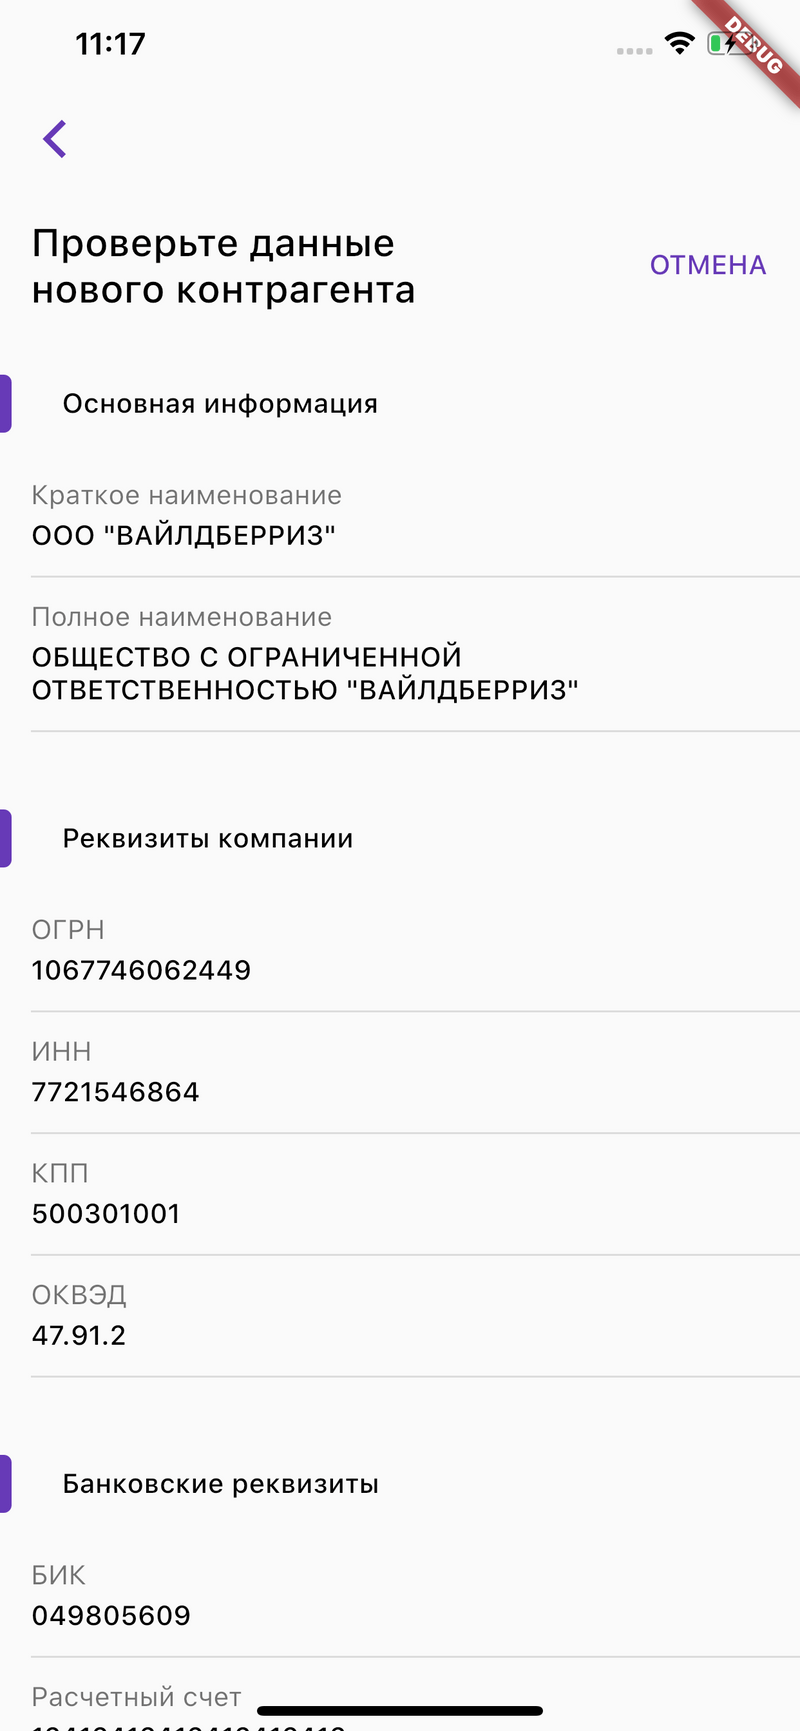 11:17
DEBUG
Проверьте данные
нового контрагента
ОТМЕНА
Основная информация
Краткое наименование
ООО "ВАЙЛДБЕРРИЗ"
Полное наименование
ОБЩЕСТВО С ОГРАНИЧЕННОЙ
ОТВЕТСТВЕННОСТЬЮ "ВАЙЛДБЕРРИЗ"
Реквизиты компании
ОГРН
1067746062449
ИНН
7721546864
КПП
500301001
ОКВЭД
47.91.2
Банковские реквизиты
БИК
049805609
Расчетный счет